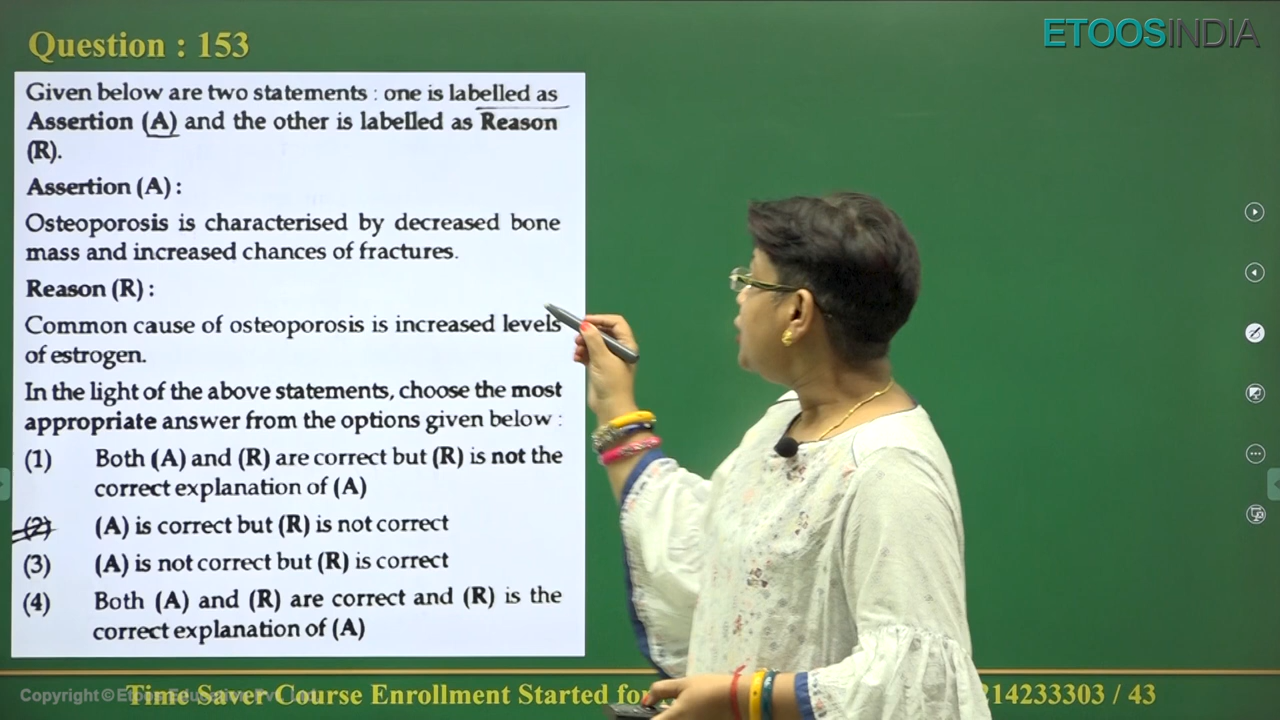 Question : 153
ETOOSINDIA
Given below are two statements : one is labelled as
Assertion (A) and the other is labelled as Reason
(R).
Assertion (A) :
Osteoporosis is characterised by decreased bone
mass and increased chances of fractures.
Reason (R) :
Common cause of osteoporosis is increased levels
of estrogen.
In the light of the above statements, choose the most
appropriate answer from the options given below :
(1) Both (A) and (R) are correct but (R) is not the
correct explanation of (A)
(2) (A) is correct but (R) is not correct
(3) (A) is not correct but (R) is correct
(4) Both (A) and (R) are correct and (R) is the
correct explanation of (A)
Copyright © Etoos
Time Saver Course Enrollment Started for 14233303 / 43